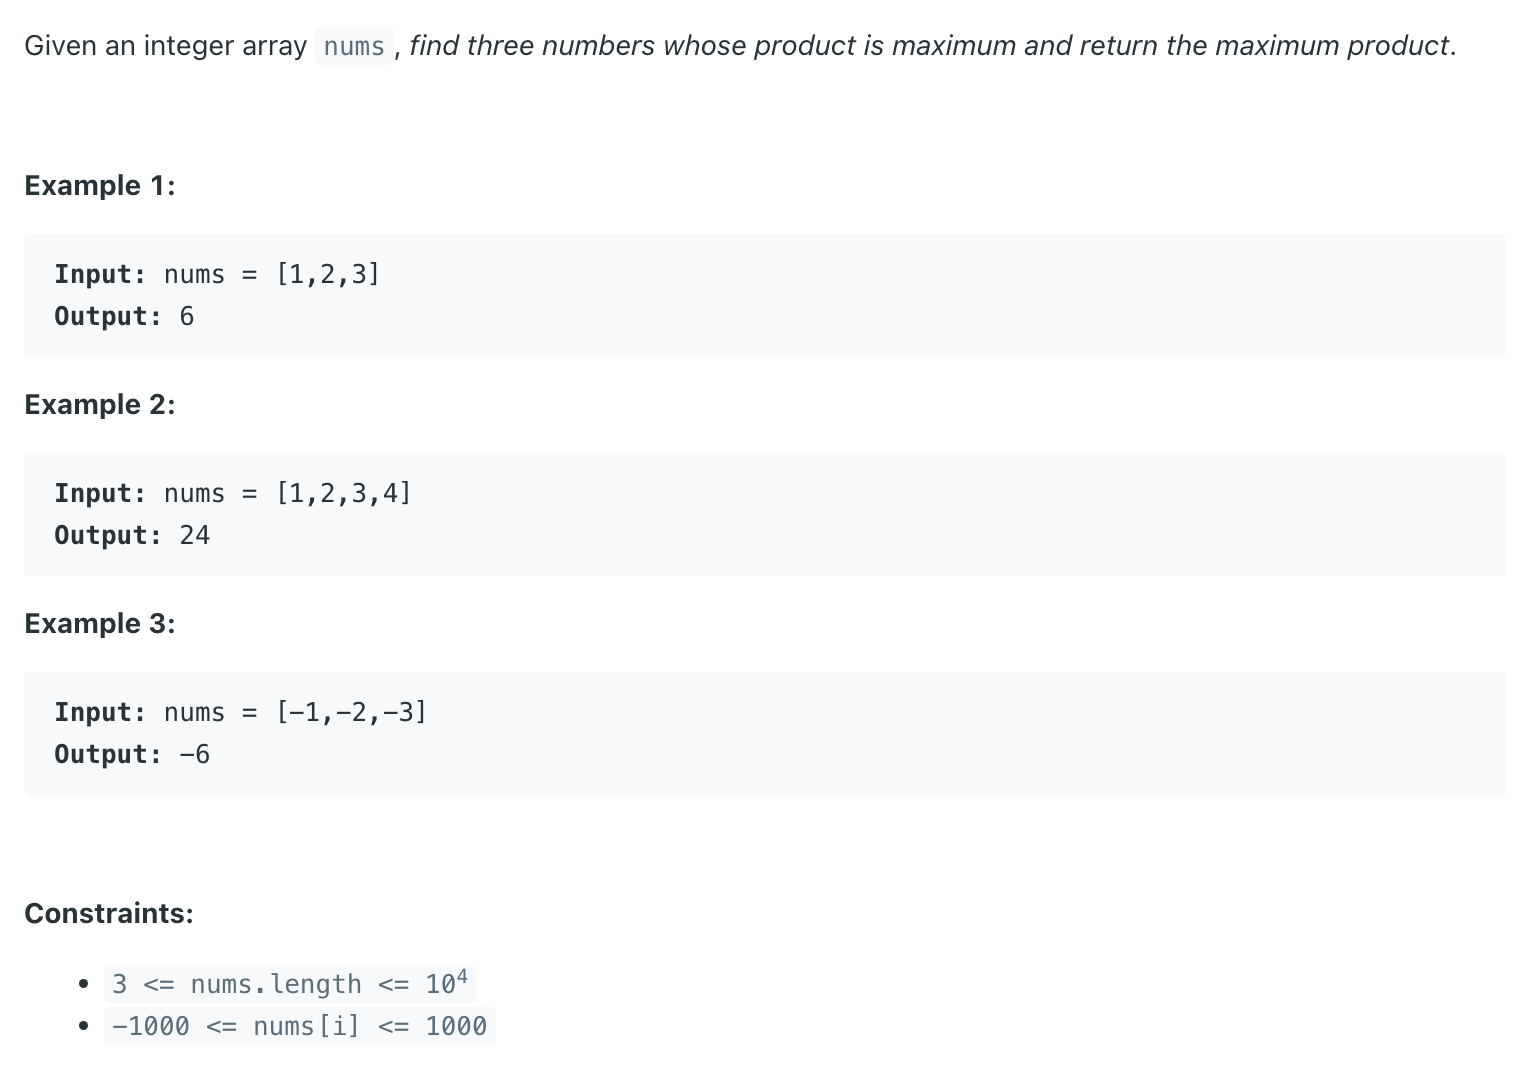 Given an integer array nums, find three numbers whose product is maximum and return the maximum product.
Example 1:
Input: nums = [1,2,3]
Output: 6
Example 2:
Input: nums = [1,2,3,4]
Output: 24
Example 3:
Input: nums = [−1,−2,−3]
Output: −6
Constraints:
• 3 <= nums.length <= 10⁴
• −1000 <= nums[i] <= 1000